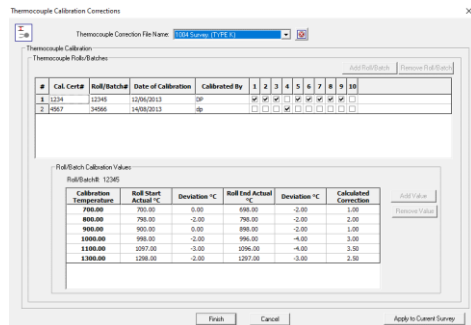 Thermocouple Calibration Corrections
Thermocouple Correction File Name: 1004 Survey (TYPE K)
Thermocouple Calibration
Thermocouple Rolls/Batches
Add Roll/Batch Remove Roll/Batch
# Cal. Cert# Roll/Batch# Date of Calibration Calibrated By 1 2 3 4 5 6 7 8 9 10
1 1234 12345 12/06/2013 DP
2 4567 34566 14/08/2013 dp
Roll/Batch Calibration Values
Roll/Batch#: 12345
Calibration Temperature Roll Start Actual °C Deviation °C Roll End Actual °C Deviation °C Calculated Correction
Add Value
Remove Value
700.00 700.00 0.00 698.00 -2.00 1.00
800.00 798.00 -2.00 798.00 -2.00 2.00
900.00 900.00 0.00 898.00 -2.00 1.00
1000.00 998.00 -2.00 996.00 -4.00 3.00
1100.00 1097.00 -3.00 1096.00 -4.00 3.50
1300.00 1298.00 -2.00 1297.00 -3.00 2.50
Finish Cancel Apply to Current Survey